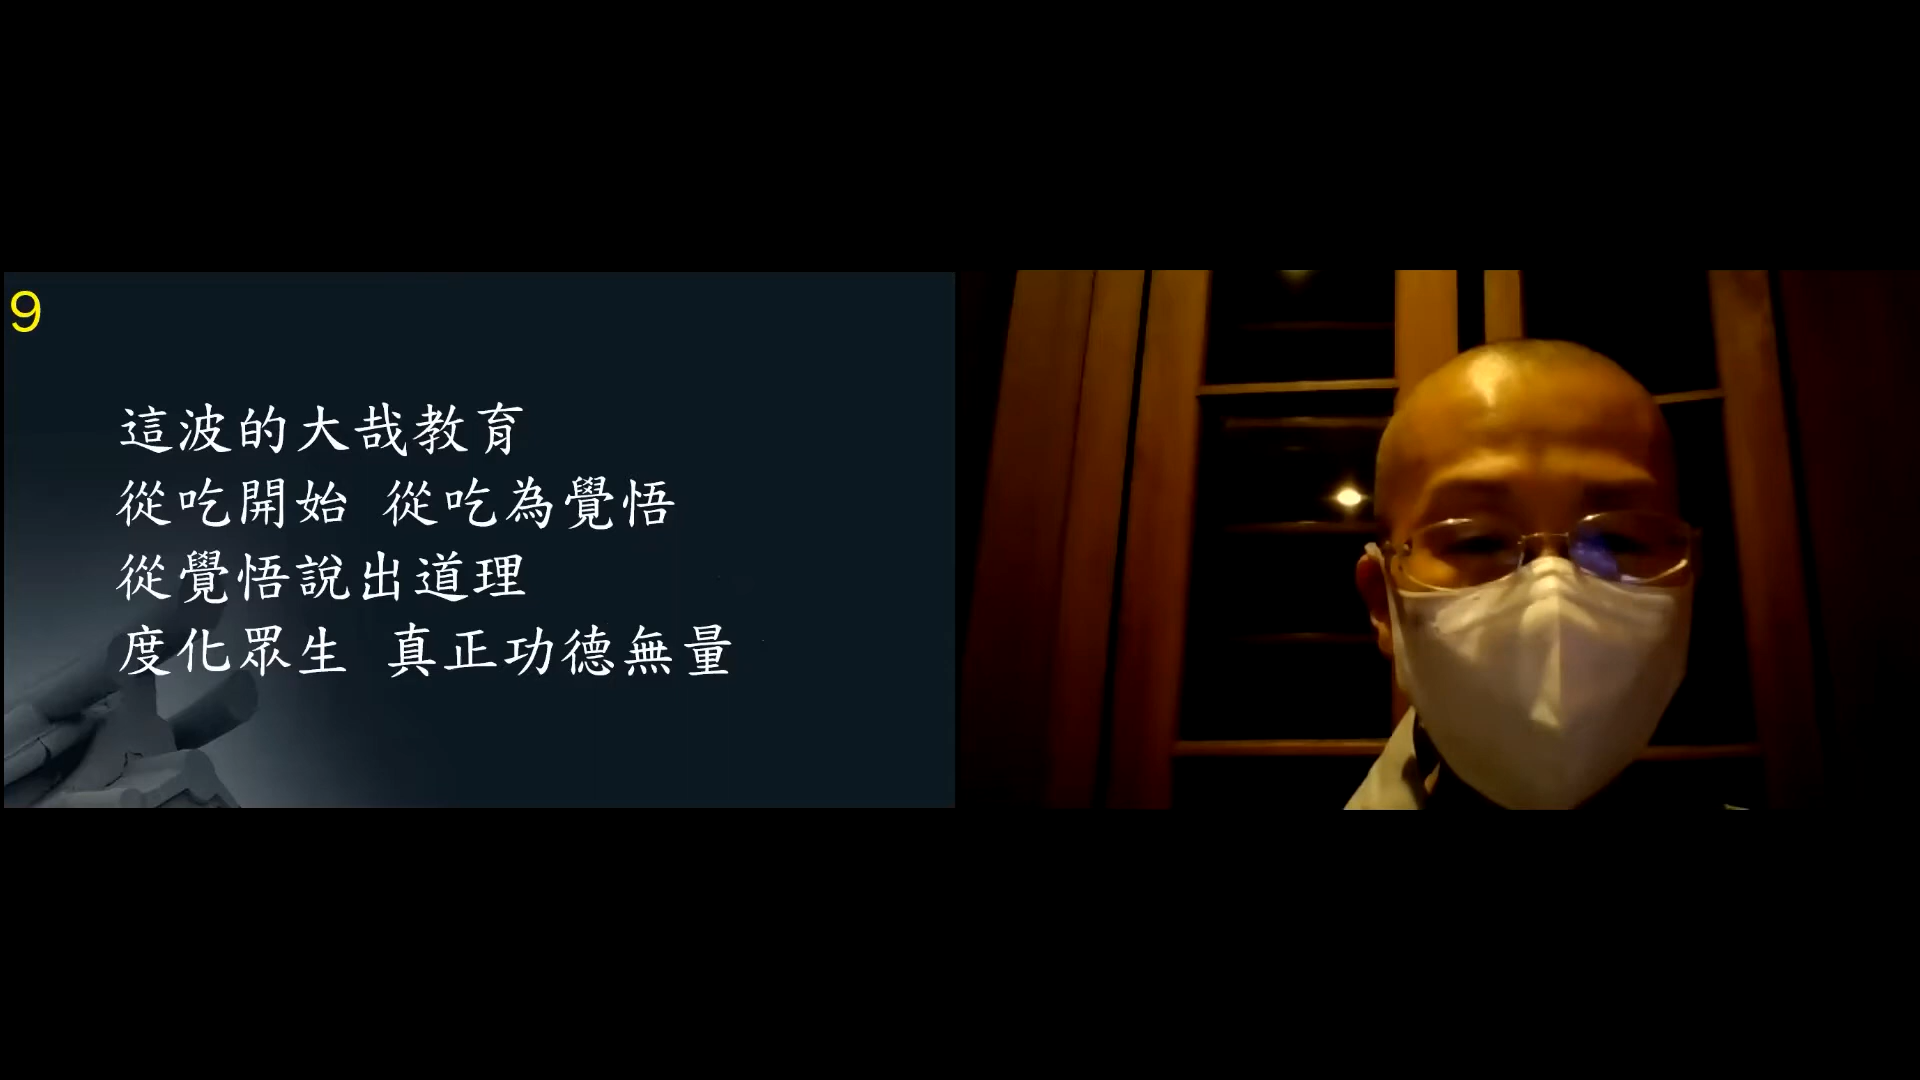 9
這波的大哉教育
從吃開始 從吃為覺悟
從覺悟說出道理
度化眾生 真正功德無量